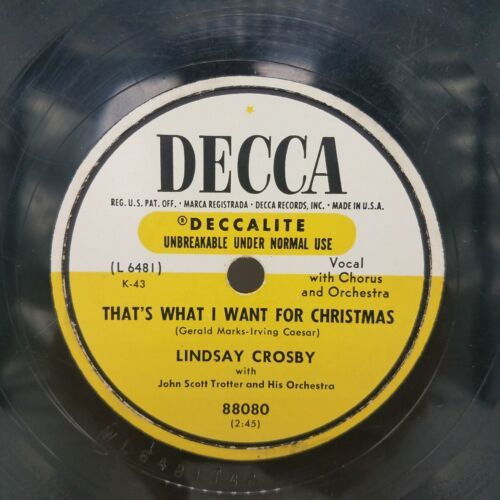 DECCA
REG. U.S. PAT. OFF. • MARCA REGISTRADA • DECCA RECORDS, INC. • MADE IN U.S.A.
®DECCALITE
UNBREAKABLE UNDER NORMAL USE
(L 6481)
K-43
Vocal
with Chorus
and Orchestra
THAT'S WHAT I WANT FOR CHRISTMAS
(Gerald Marks-Irving Caesar)
LINDSAY CROSBY
with
John Scott Trotter and His Orchestra
88080
(2:45)